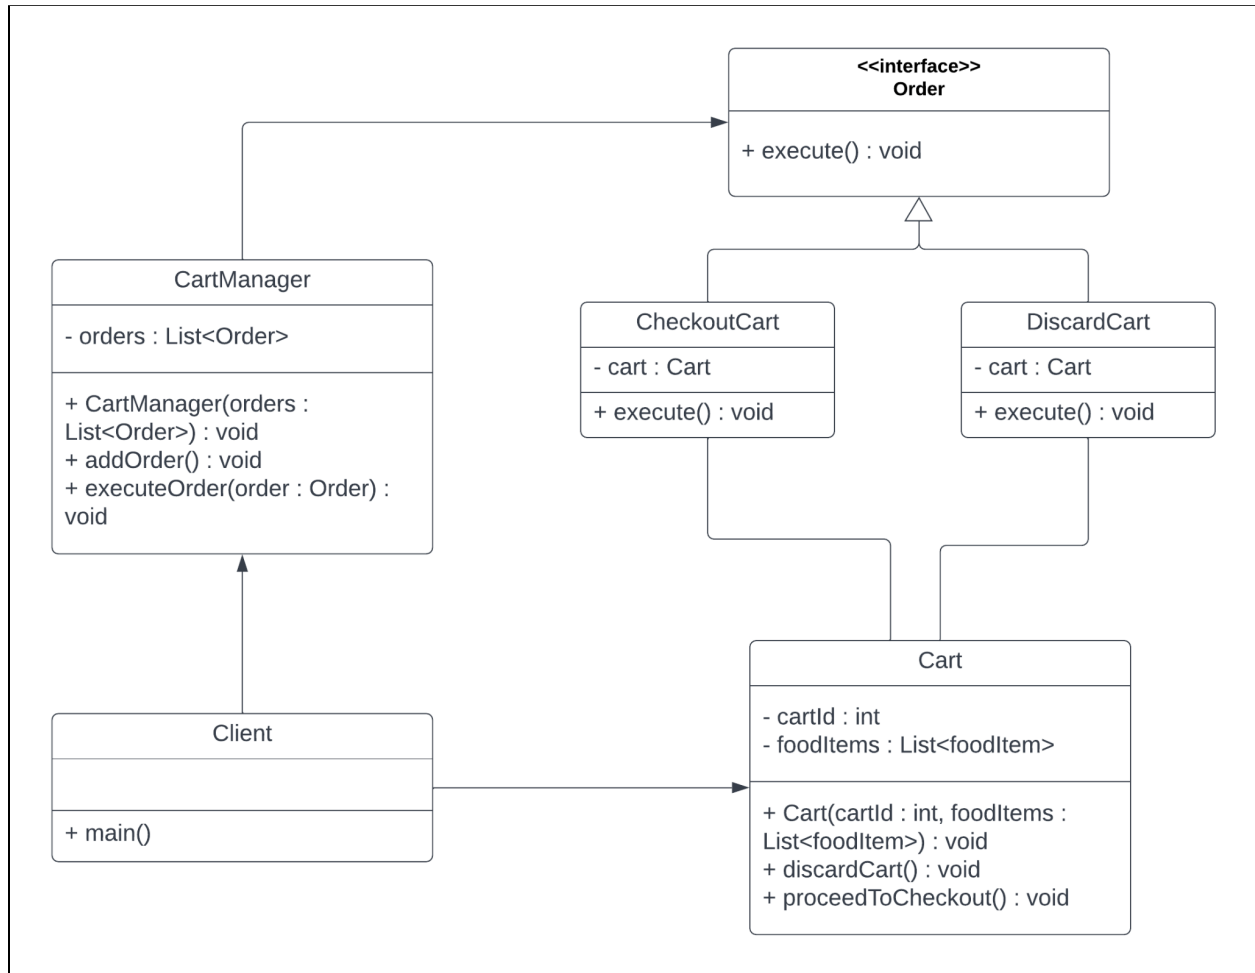 <<interface>>
Order
+ execute() : void
CartManager
- orders : List<Order>
+ CartManager(orders :
List<Order>) : void
+ addOrder() : void
+ executeOrder(order : Order) :
void
CheckoutCart
- cart : Cart
+ execute() : void
DiscardCart
- cart : Cart
+ execute() : void
Client
+ main()
Cart
- cartId : int
- foodItems : List<foodItem>
+ Cart(cartId : int, foodItems :
List<foodItem>) : void
+ discardCart() : void
+ proceedToCheckout() : void